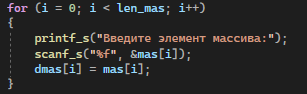 for (i = 0; i < len_mas; i++)
{
printf_s("Введите элемент массива:");
scanf_s("%f", &mas[i]);
dmas[i] = mas[i];
}